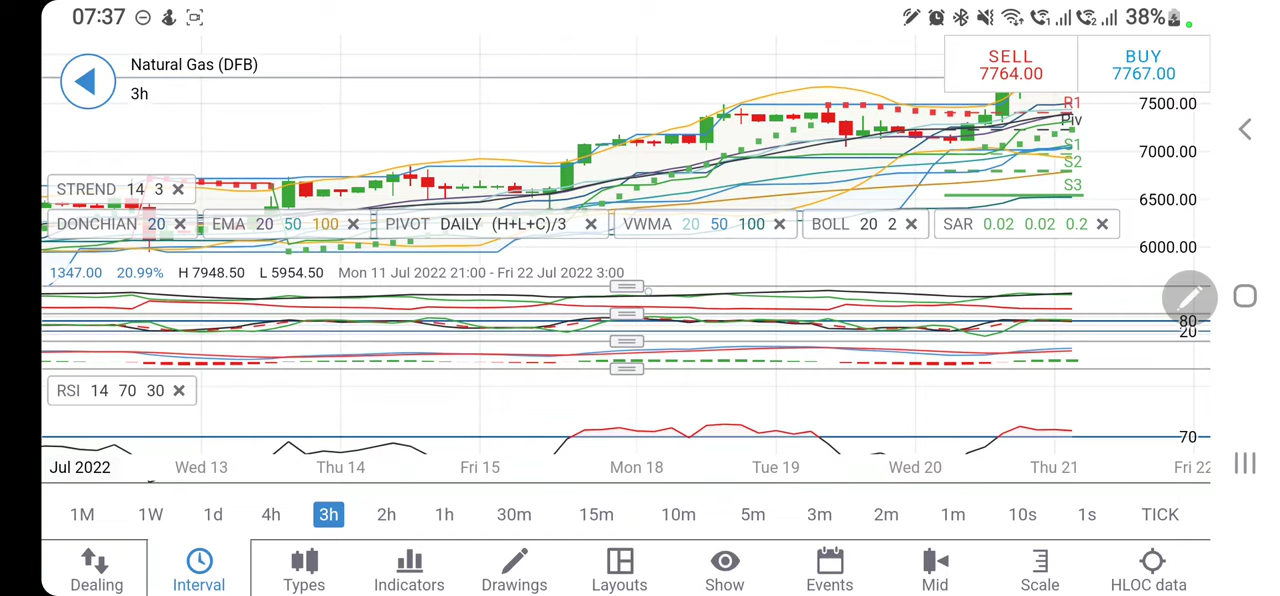 07:37
1 2 38%
Natural Gas (DFB)
3h
SELL
7764.00
BUY
7767.00
R1
7500.00
Piv
S1
7000.00
S2
S3
6500.00
6000.00
STREND 14 3
DONCHIAN 20
EMA 20 50 100
PIVOT DAILY (H+L+C)/3
VWMA 20 50 100
BOLL 20 2
SAR 0.02 0.02 0.2
1347.00 20.99% H 7948.50 L 5954.50 Mon 11 Jul 2022 21:00 - Fri 22 Jul 2022 3:00
80
20
RSI 14 70 30
70
Jul 2022 Wed 13 Thu 14 Fri 15 Mon 18 Tue 19 Wed 20 Thu 21 Fri 22
1M 1W 1d 4h 3h 2h 1h 30m 15m 10m 5m 3m 2m 1m 10s 1s TICK
Dealing Interval Types Indicators Drawings Layouts Show Events Mid Scale HLOC data